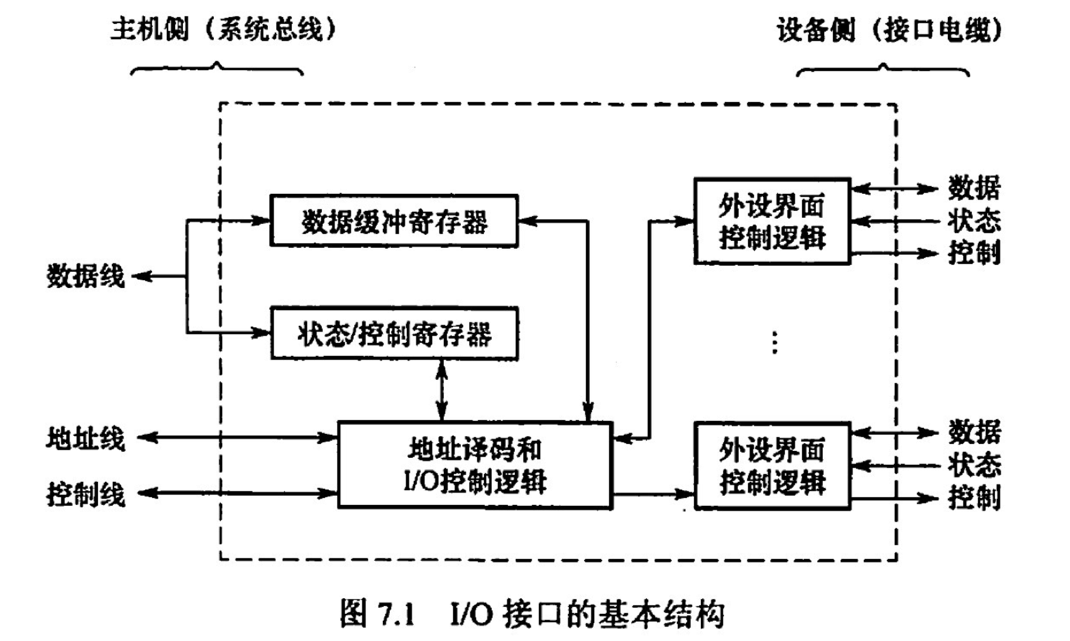 主机侧（系统总线）
设备侧（接口电缆）
数据缓冲寄存器
外设界面
控制逻辑
数据
状态
控制
数据线
状态/控制寄存器
⋮
地址线
控制线
地址译码和
I/O控制逻辑
外设界面
控制逻辑
数据
状态
控制
图 7.1 I/O 接口的基本结构